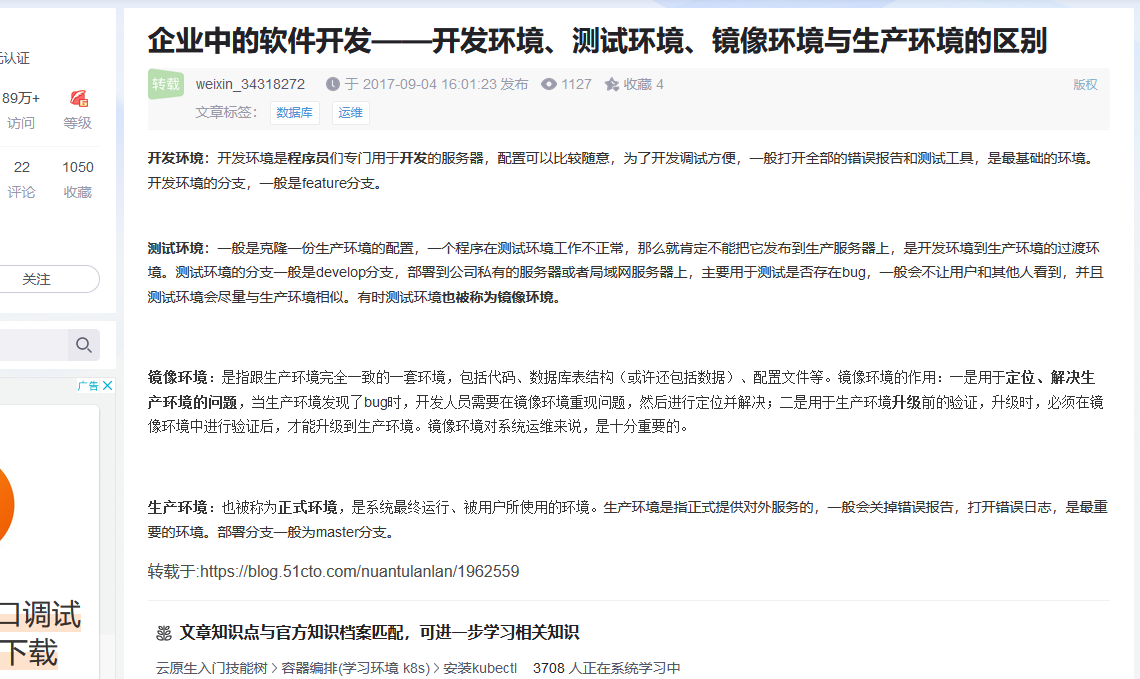 企业中的软件开发——开发环境、测试环境、镜像环境与生产环境的区别
转载 weixin_34318272 于 2017-09-04 16:01:23 发布 1127 收藏 4 版权
文章标签： 数据库 运维
开发环境：开发环境是程序员们专门用于开发的服务器，配置可以比较随意，为了开发调试方便，一般打开全部的错误报告和测试工具，是最基础的环境。
开发环境的分支，一般是feature分支。
测试环境：一般是克隆一份生产环境的配置，一个程序在测试环境工作不正常，那么就肯定不能把它发布到生产服务器上，是开发环境到生产环境的过渡环
境。测试环境的分支一般是develop分支，部署到公司私有的服务器或者局域网服务器上，主要用于测试是否存在bug，一般会不让用户和其他人看到，并且
测试环境会尽量与生产环境相似。有时测试环境也被称为镜像环境。
镜像环境：是指跟生产环境完全一致的一套环境，包括代码、数据库表结构（或许还包括数据）、配置文件等。镜像环境的作用：一是用于定位、解决生
产环境的问题，当生产环境发现了bug时，开发人员需要在镜像环境重现问题，然后进行定位并解决；二是用于生产环境升级前的验证，升级时，必须在镜
像环境中进行验证后，才能升级到生产环境。镜像环境对系统运维来说，是十分重要的。
生产环境：也被称为正式环境，是系统最终运行、被用户所使用的环境。生产环境是指正式提供对外服务的，一般会关掉错误报告，打开错误日志，是最重
要的环境。部署分支一般为master分支。
转载于:https://blog.51cto.com/nuantulanlan/1962559
文章知识点与官方知识档案匹配，可进一步学习相关知识
云原生入门技能树 容器编排(学习环境 k8s) 安装kubectl 3708 人正在系统学习中
认证
89万+
访问 等级
22 1050
评论 收藏
关注
广告
口调试
下载